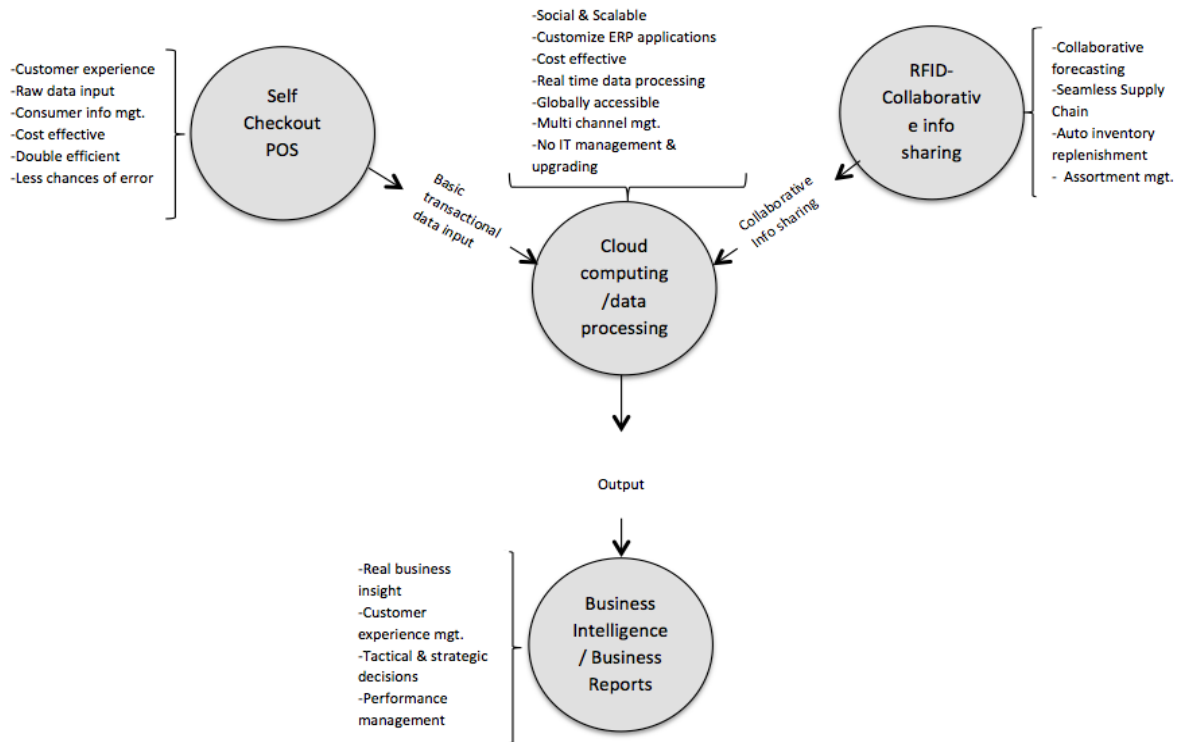 -Customer experience
-Raw data input
-Consumer info mgt.
-Cost effective
-Double efficient
-Less chances of error
Self
Checkout
POS
-Social & Scalable
-Customize ERP applications
-Cost effective
-Real time data processing
-Globally accessible
-Multi channel mgt.
-No IT management &
upgrading
RFID-
Collaborativ
e info
sharing
-Collaborative
forecasting
-Seamless Supply
Chain
-Auto inventory
replenishment
- Assortment mgt.
Basic
transactional
data input
Collaborative
Info sharing
Cloud
computing
/data
processing
Output
-Real business
insight
-Customer
experience mgt.
-Tactical & strategic
decisions
-Performance
management
Business
Intelligence
/ Business
Reports